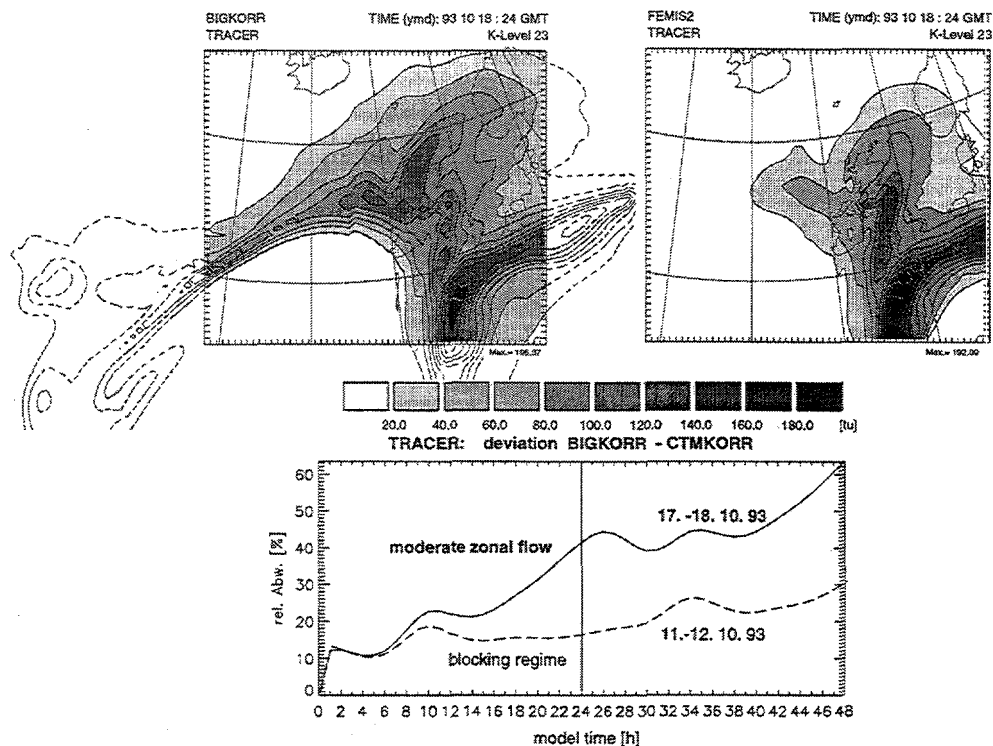 BIGKORR TIME (ymd): 93 10 18 : 24 GMT
TRACER K-Level 23
FEMIS2 TIME (ymd): 93 10 18 : 24 GMT
TRACER K-Level 23
Max.= 192.09
20.0 40.0 60.0 80.0 100.0 120.0 140.0 160.0 180.0 [tu]
TRACER: deviation BIGKORR - CTMKORR
rel. Abw. [%]
60
50
40
30
20
10
0
17. -18. 10. 93
moderate zonal flow
11.-12. 10. 93
blocking regime
0 2 4 6 8 10 12 14 16 18 20 22 24 26 28 30 32 34 36 38 40 42 44 46 48
model time [h]